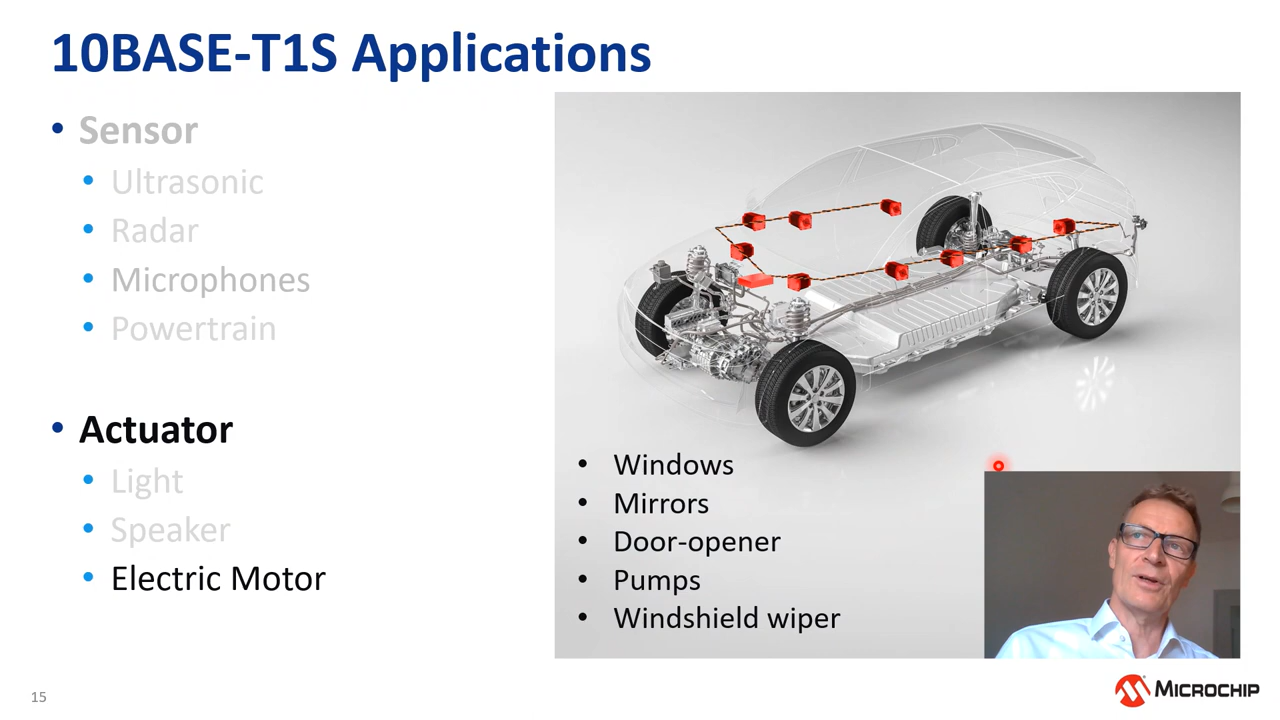 10BASE-T1S Applications
• Sensor
• Ultrasonic
• Radar
• Microphones
• Powertrain
• Actuator
• Light
• Speaker
• Electric Motor
• Windows
• Mirrors
• Door-opener
• Pumps
• Windshield wiper
15
MICROCHIP